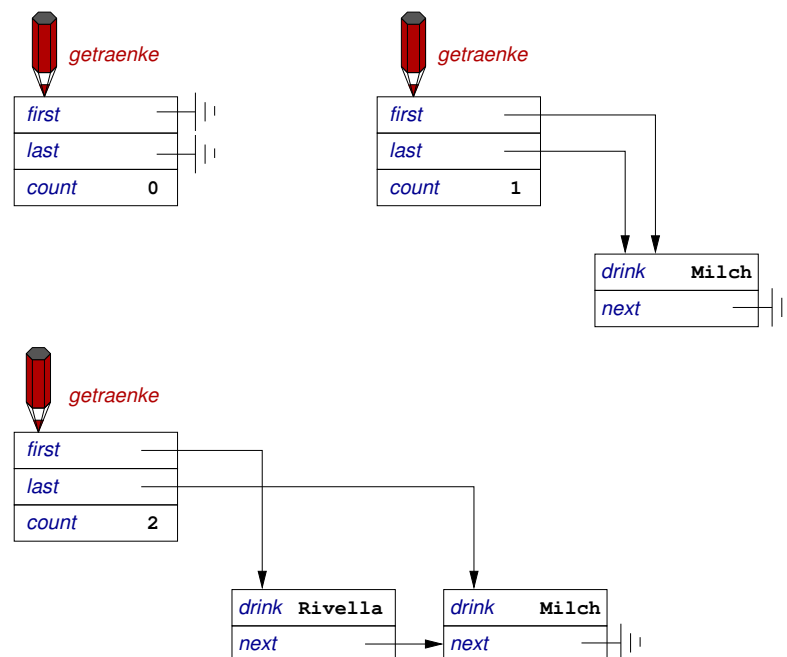 getraenke
first
last
count 0
getraenke
first
last
count 1
drink Milch
next
getraenke
first
last
count 2
drink Rivella
next
drink Milch
next